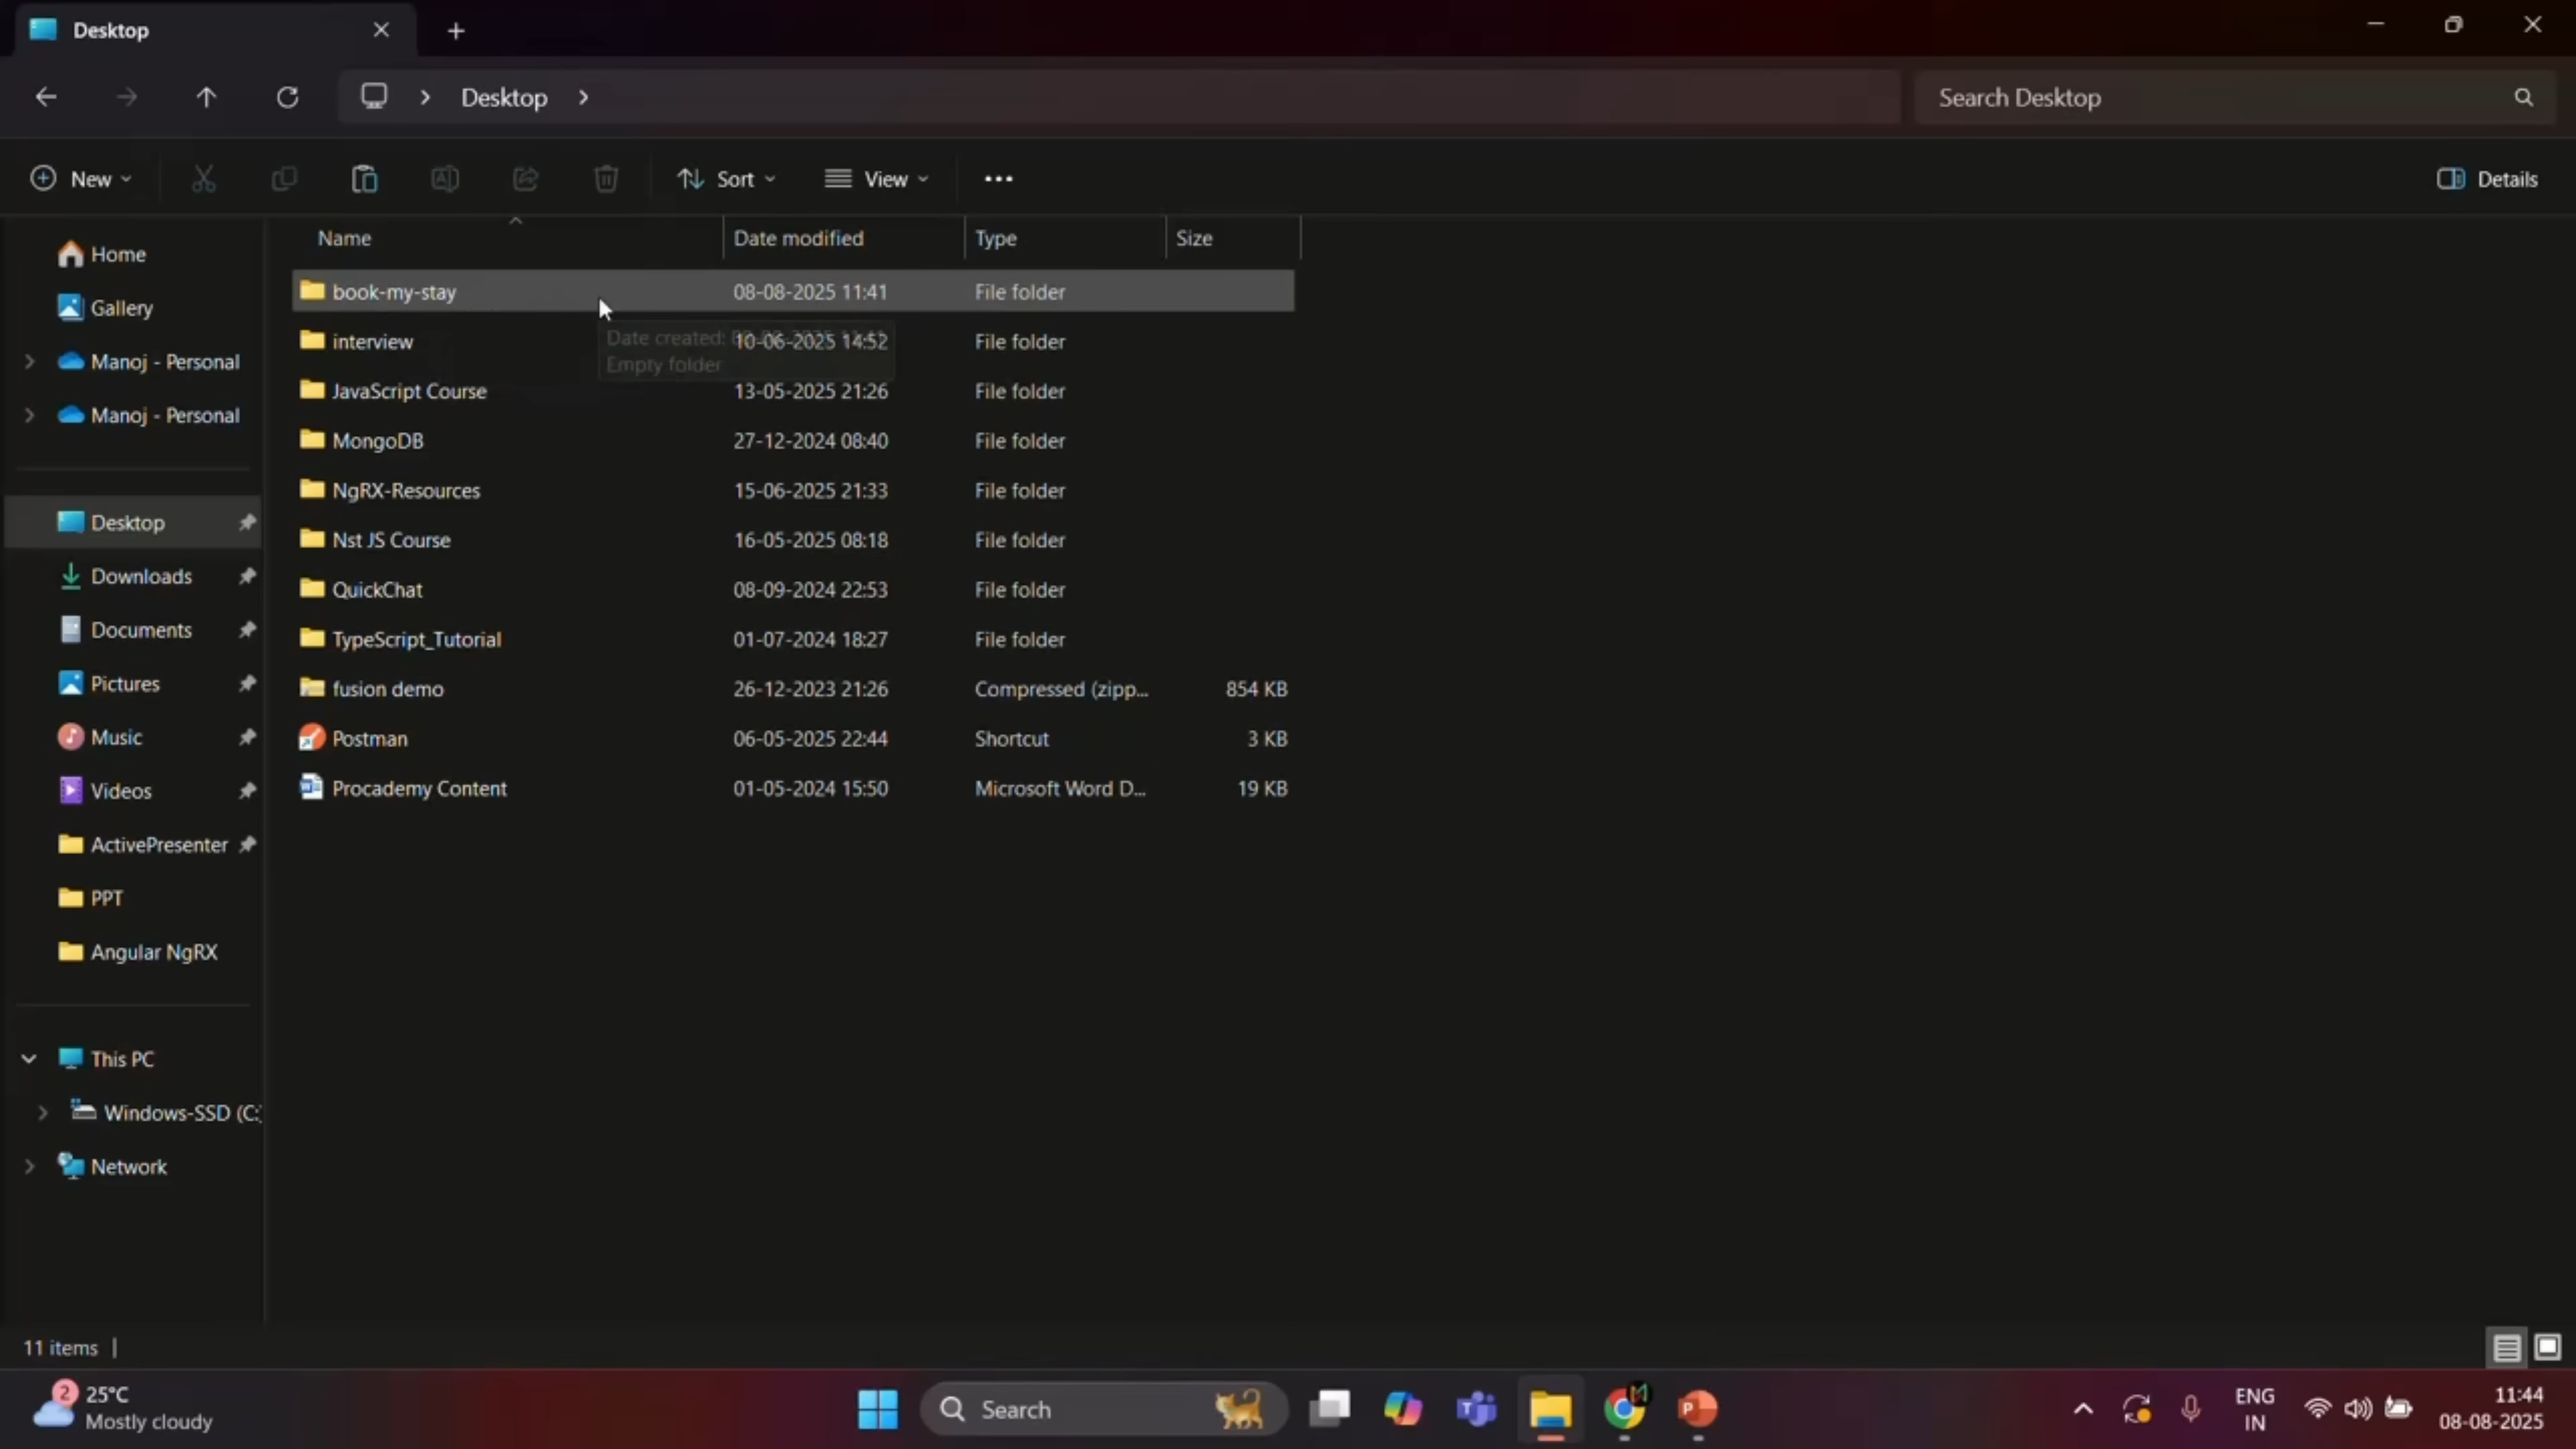 Desktop
Desktop
Search Desktop
New
Sort
View
Details
Name Date modified Type Size
Home
Gallery
Manoj - Personal
Manoj - Personal
Desktop
Downloads
Documents
Pictures
Music
Videos
ActivePresenter
PPT
Angular NgRX
This PC
Windows-SSD (C:)
Network
book-my-stay 08-08-2025 11:41 File folder
Date created:
Empty folder
interview 10-06-2025 14:52 File folder
JavaScript Course 13-05-2025 21:26 File folder
MongoDB 27-12-2024 08:40 File folder
NgRX-Resources 15-06-2025 21:33 File folder
Nst JS Course 16-05-2025 08:18 File folder
QuickChat 08-09-2024 22:53 File folder
TypeScript_Tutorial 01-07-2024 18:27 File folder
fusion demo 26-12-2023 21:26 Compressed (zipp... 854 KB
Postman 06-05-2025 22:44 Shortcut 3 KB
Procademy Content 01-05-2024 15:50 Microsoft Word D... 19 KB
11 items
2
25°C
Mostly cloudy
Search
ENG
IN
11:44
08-08-2025